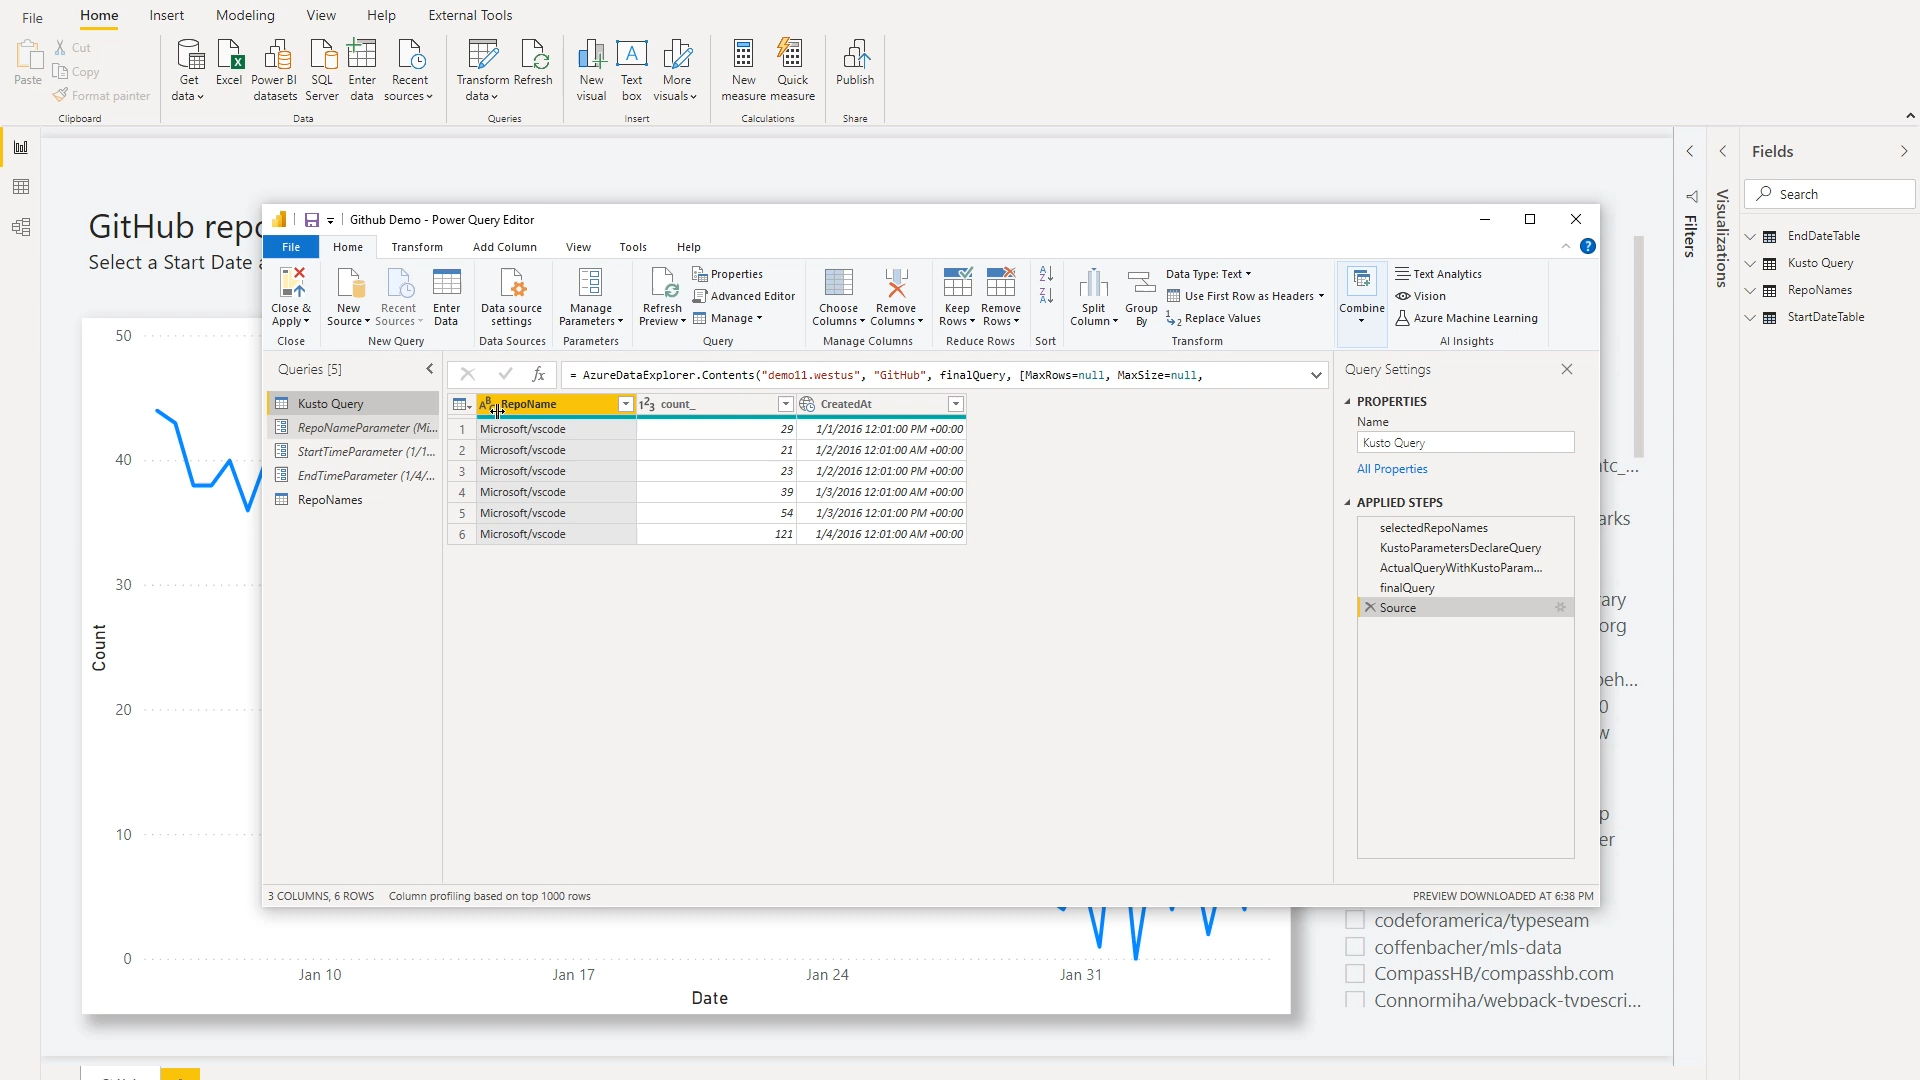 File
Home
Insert
Modeling
View
Help
External Tools
Paste
Cut
Copy
Format painter
Clipboard
Get data
Excel
Power BI datasets
SQL Server
Enter data
Recent sources
Data
Transform data
Refresh
Queries
New visual
Text box
More visuals
Insert
New measure
Quick measure
Calculations
Publish
Share
GitHub repo
Select a Start Date
50
40
30
20
10
0
Count
Jan 10
Jan 17
Jan 24
Jan 31
Date
Github Demo - Power Query Editor
File
Home
Transform
Add Column
View
Tools
Help
Close & Apply
Close
New Source
Recent Sources
Enter Data
New Query
Data source settings
Data Sources
Manage Parameters
Parameters
Refresh Preview
Properties
Advanced Editor
Manage
Query
Choose Columns
Remove Columns
Manage Columns
Keep Rows
Remove Rows
Reduce Rows
Sort
Split Column
Group By
Data Type: Text
Use First Row as Headers
Replace Values
Transform
Combine
Text Analytics
Vision
Azure Machine Learning
AI Insights
Queries [5]
Kusto Query
RepoNameParameter (Mi...
StartTimeParameter (1/1...
EndTimeParameter (1/4/...
RepoNames
= AzureDataExplorer.Contents("demo11.westus", "GitHub", finalQuery, [MaxRows=null, MaxSize=null,
RepoName count_ CreatedAt
1 Microsoft/vscode 29 1/1/2016 12:01:00 PM +00:00
2 Microsoft/vscode 21 1/2/2016 12:01:00 AM +00:00
3 Microsoft/vscode 23 1/2/2016 12:01:00 PM +00:00
4 Microsoft/vscode 39 1/3/2016 12:01:00 AM +00:00
5 Microsoft/vscode 54 1/3/2016 12:01:00 PM +00:00
6 Microsoft/vscode 121 1/4/2016 12:01:00 AM +00:00
Query Settings
PROPERTIES
Name
Kusto Query
All Properties
APPLIED STEPS
selectedRepoNames
KustoParametersDeclareQuery
ActualQueryWithKustoParam...
finalQuery
Source
3 COLUMNS, 6 ROWS Column profiling based on top 1000 rows
PREVIEW DOWNLOADED AT 6:38 PM
codeforamerica/typeseam
coffenbacher/mls-data
CompassHB/compasshb.com
Connormiha/webpack-typescri...
Filters
Visualizations
Fields
Search
EndDateTable
Kusto Query
RepoNames
StartDateTable